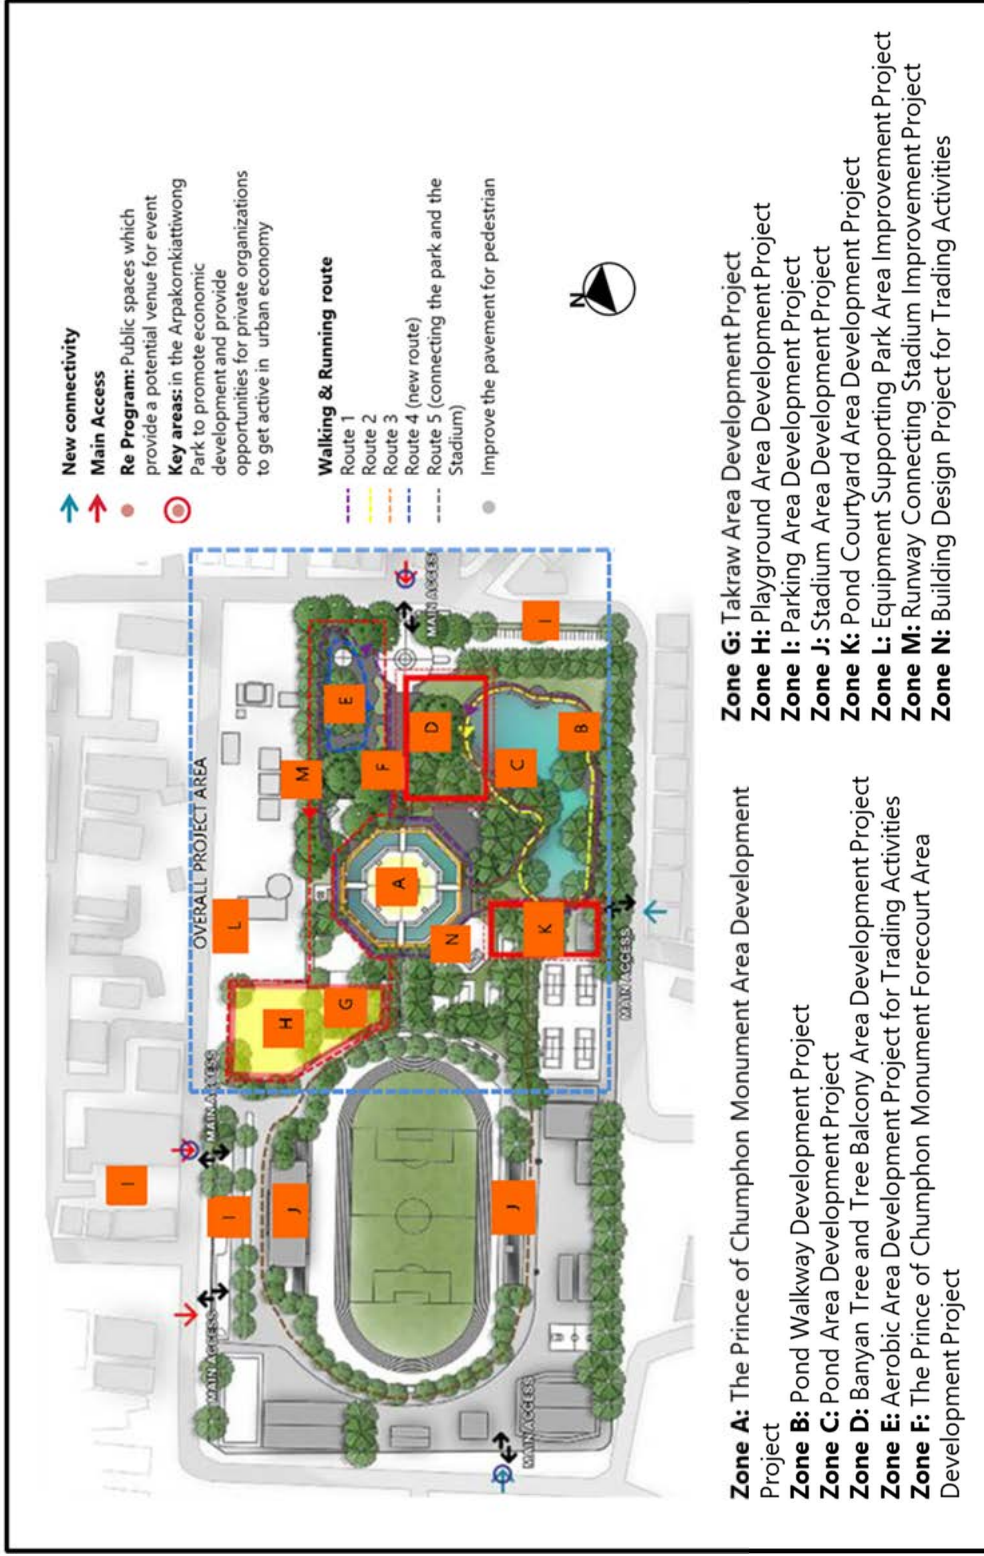 New connectivity
Main Access
Re Program: Public spaces which
provide a potential venue for event
Key areas: in the Arpakornkiattiwong
Park to promote economic
development and provide
opportunities for private organizations
to get active in urban economy
Walking & Running route
Route 1
Route 2
Route 3
Route 4 (new route)
Route 5 (connecting the park and the
Stadium)
Improve the pavement for pedestrian
N
OVERALL PROJECT AREA
MAIN ACCESS
MAIN ACCESS
MAIN ACCESS
MAIN ACCESS
MAIN ACCESS
I
I
L
H
G
M
E
F
D
A
N
C
B
K
I
J
J
Zone A: The Prince of Chumphon Monument Area Development
Project
Zone B: Pond Walkway Development Project
Zone C: Pond Area Development Project
Zone D: Banyan Tree and Tree Balcony Area Development Project
Zone E: Aerobic Area Development Project for Trading Activities
Zone F: The Prince of Chumphon Monument Forecourt Area
Development Project
Zone G: Takraw Area Development Project
Zone H: Playground Area Development Project
Zone I: Parking Area Development Project
Zone J: Stadium Area Development Project
Zone K: Pond Courtyard Area Development Project
Zone L: Equipment Supporting Park Area Improvement Project
Zone M: Runway Connecting Stadium Improvement Project
Zone N: Building Design Project for Trading Activities